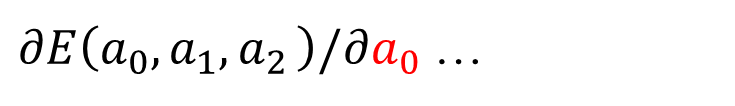 ∂E(a₀, a₁, a₂ )/∂a₀ …